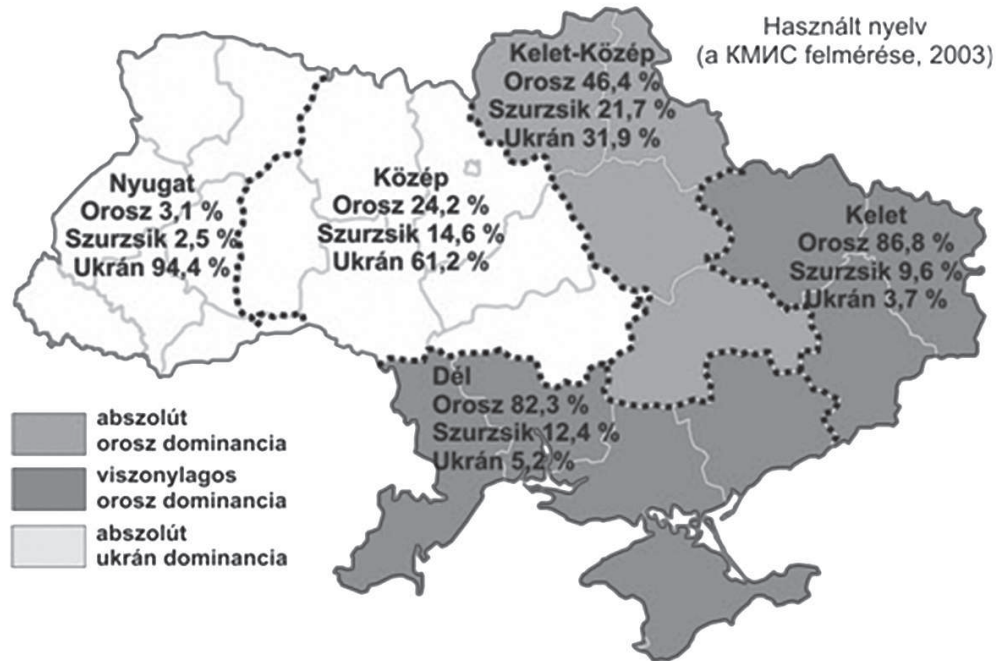 Használt nyelv
(a КМИС felmérése, 2003)
Kelet-Közép
Orosz 46,4 %
Szurzsik 21,7 %
Ukrán 31,9 %
Nyugat
Orosz 3,1 %
Szurzsik 2,5 %
Ukrán 94,4 %
Közép
Orosz 24,2 %
Szurzsik 14,6 %
Ukrán 61,2 %
Kelet
Orosz 86,8 %
Szurzsik 9,6 %
Ukrán 3,7 %
Dél
Orosz 82,3 %
Szurzsik 12,4 %
Ukrán 5,2 %
abszolút
orosz dominancia
viszonylagos
orosz dominancia
abszolút
ukrán dominancia